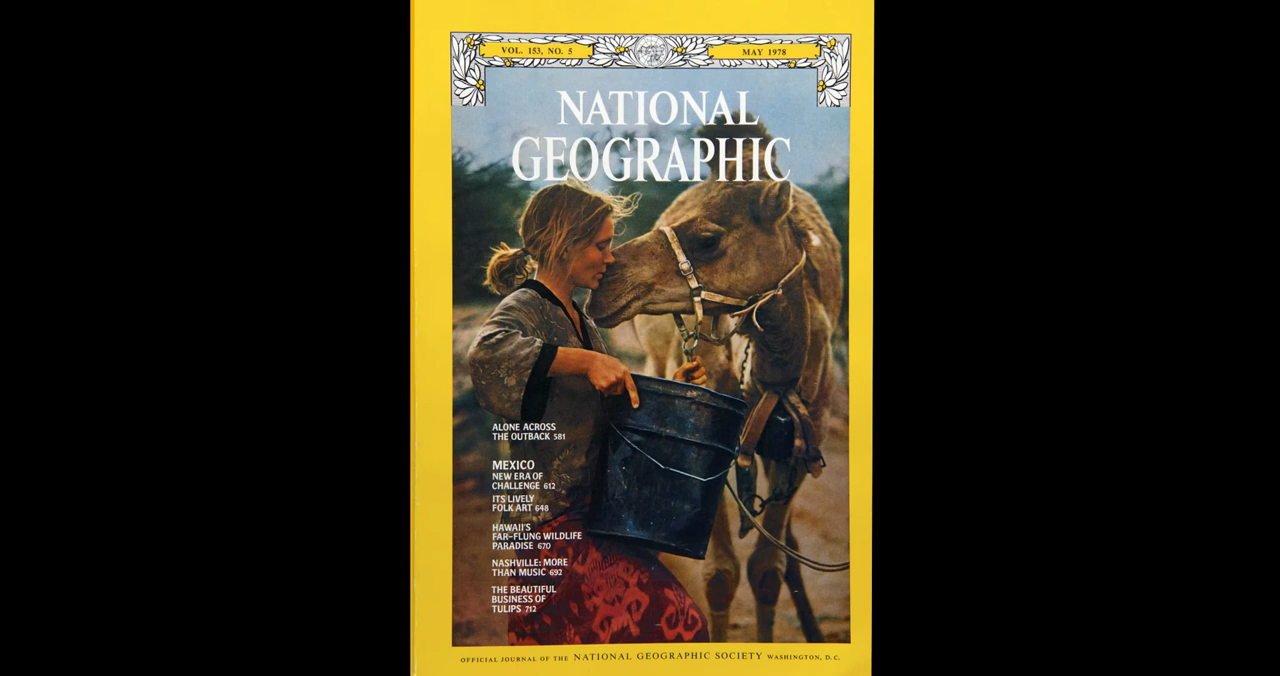 VOL. 153, NO. 5
MAY 1978
NATIONAL
GEOGRAPHIC
ALONE ACROSS
THE OUTBACK 581
MEXICO
NEW ERA OF
CHALLENGE 612
ITS LIVELY
FOLK ART 648
HAWAII'S
FAR-FLUNG WILDLIFE
PARADISE 670
NASHVILLE: MORE
THAN MUSIC 692
THE BEAUTIFUL
BUSINESS OF
TULIPS 712
OFFICIAL JOURNAL OF THE NATIONAL GEOGRAPHIC SOCIETY WASHINGTON, D.C.